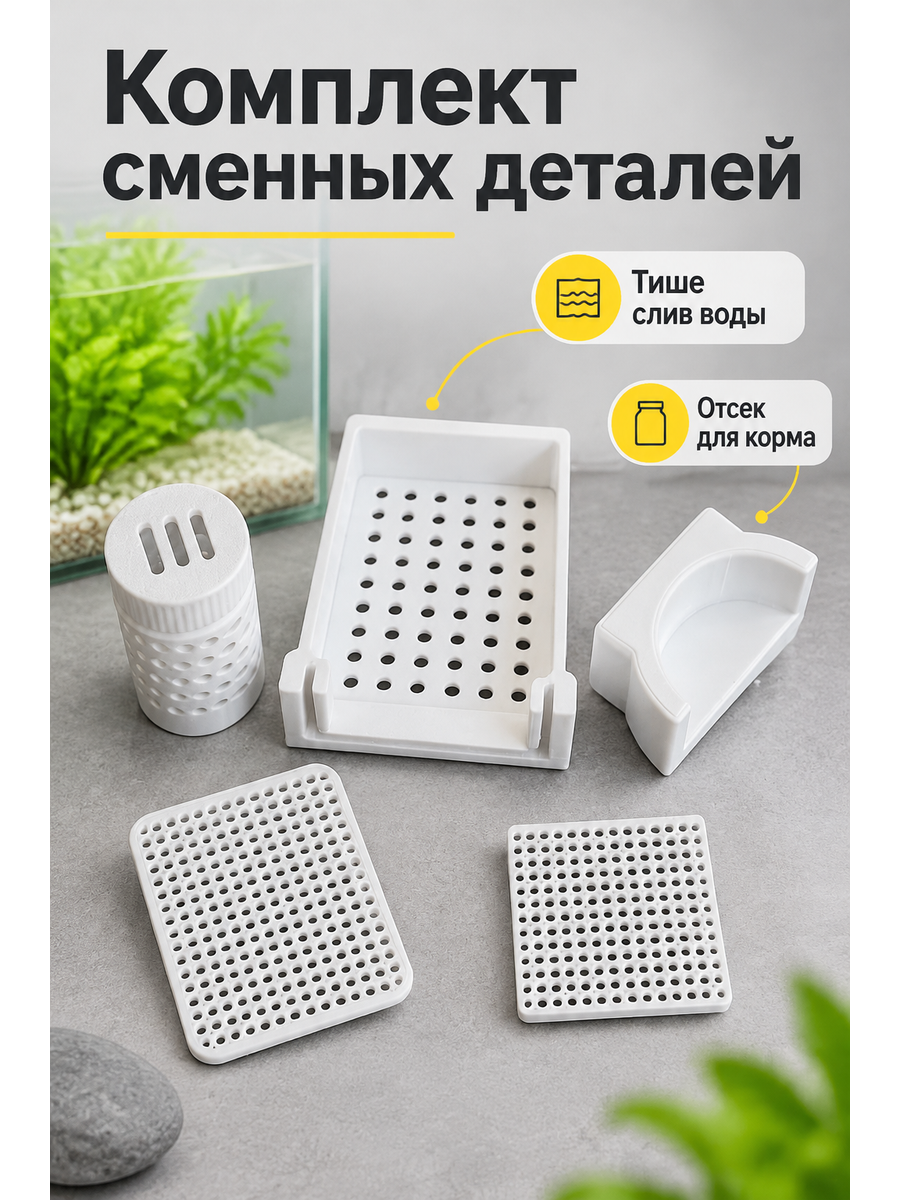 Комплект
сменных деталей
Тише
слив воды
Отсек
для корма